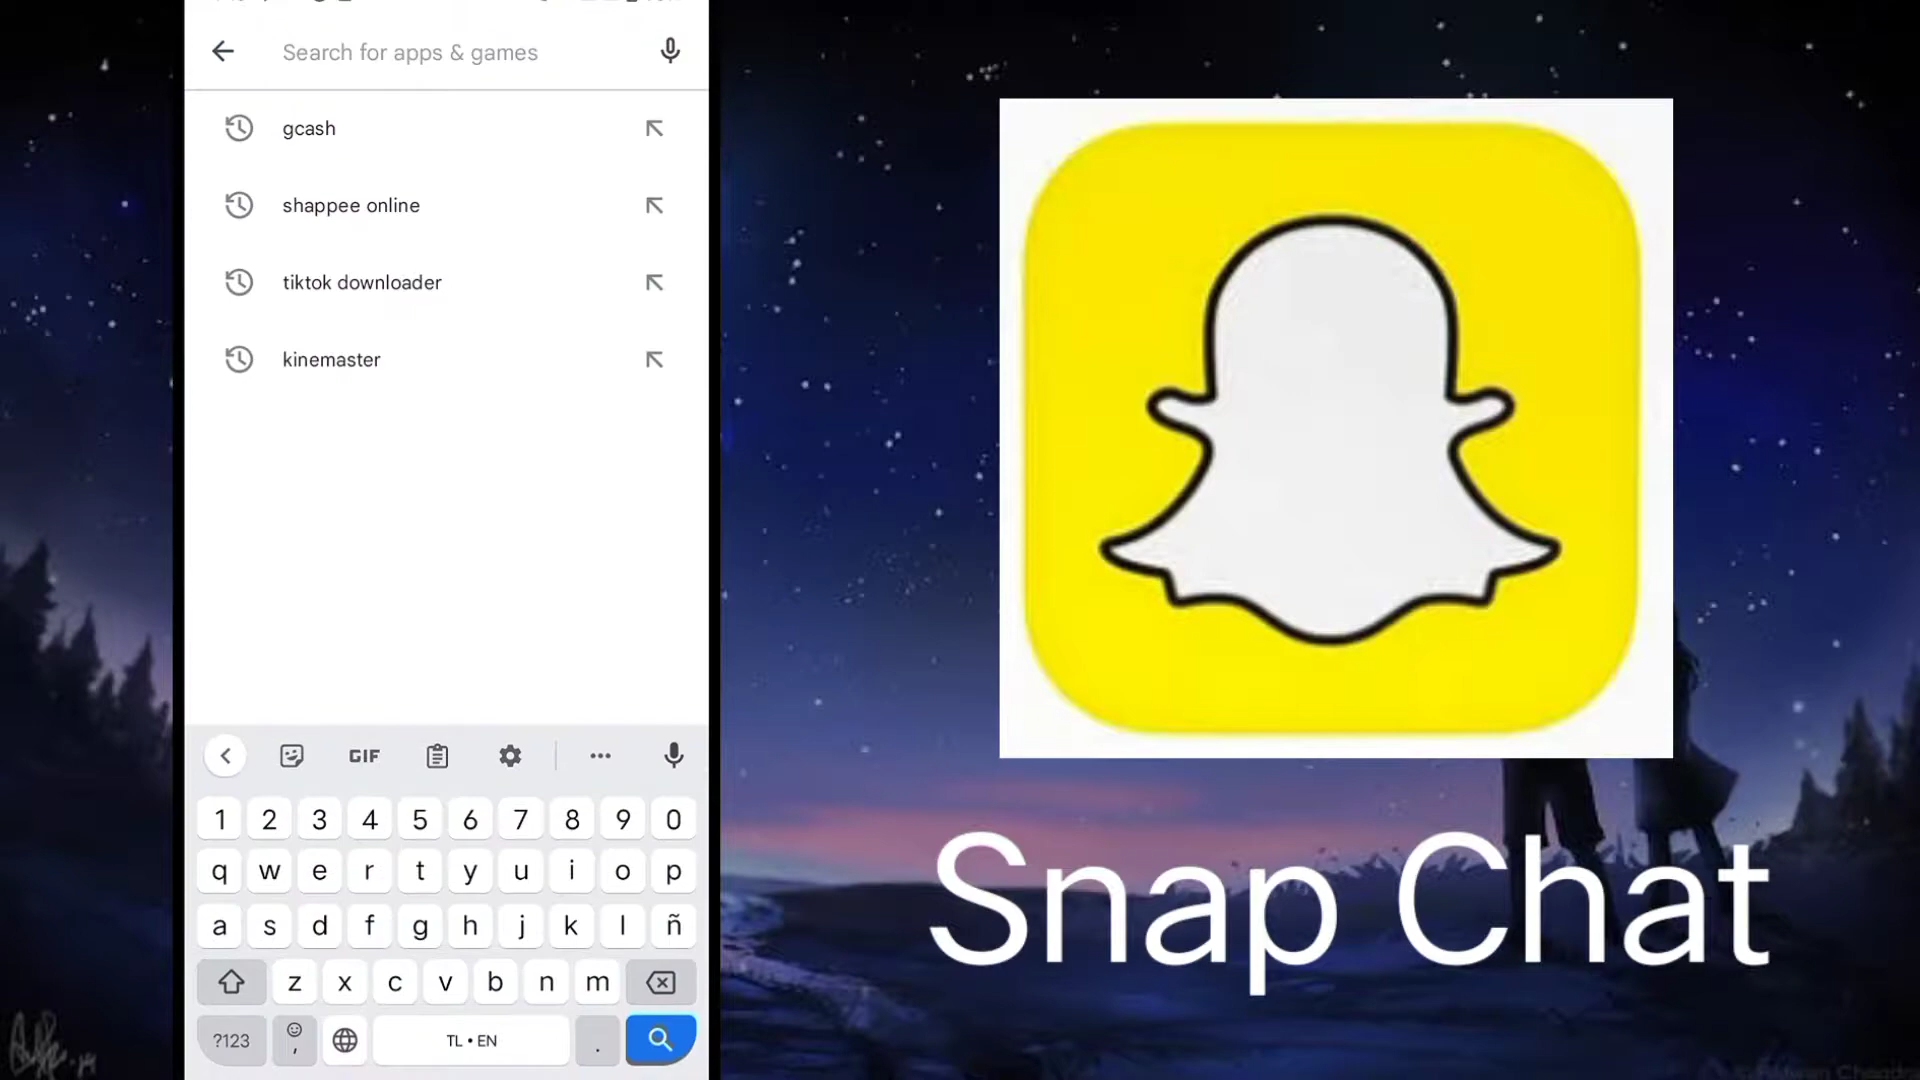 Search for apps & games
gcash
shappee online
tiktok downloader
kinemaster
GIF
1 2 3 4 5 6 7 8 9 0
q w e r t y u i o p
a s d f g h j k l ñ
z x c v b n m
?123 , TL • EN .
Snap Chat